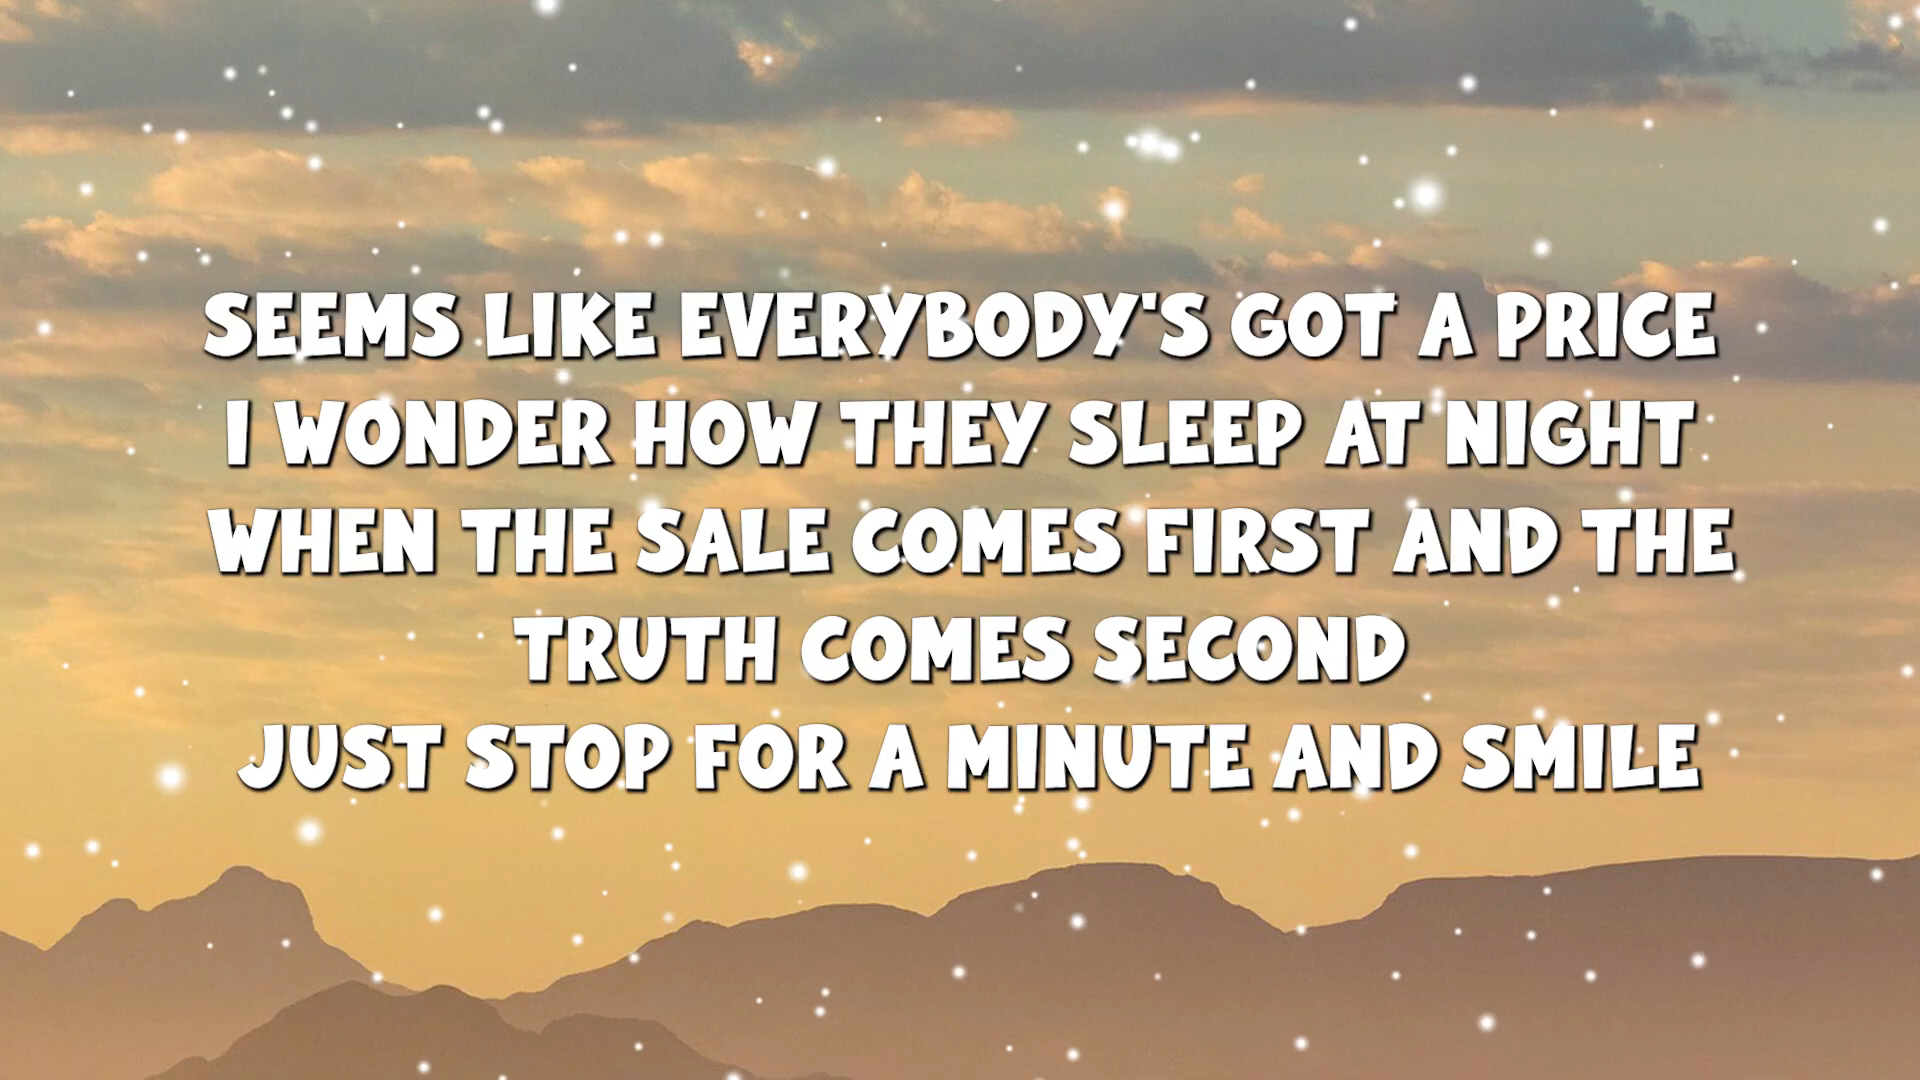 SEEMS LIKE EVERYBODY'S GOT A PRICE
I WONDER HOW THEY SLEEP AT NIGHT
WHEN THE SALE COMES FIRST AND THE
TRUTH COMES SECOND
JUST STOP FOR A MINUTE AND SMILE